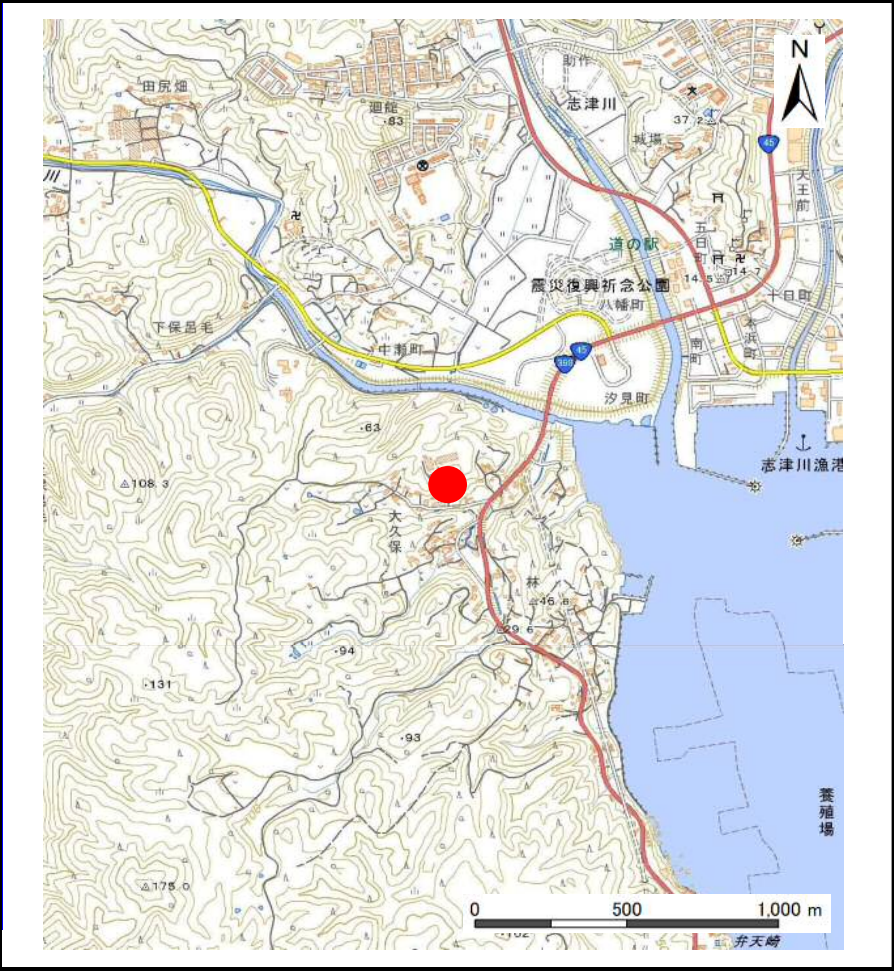 助作
N
田尻畑
志津川
廻館
・83
37.2
城場
45
川
天王前
五日町
道の駅
14.5
14.7
震災復興祈念公園
八幡町
十日町
本浜町
下保呂毛
中瀬町
南町
45
398
汐見町
・63
志津川漁港
108.3
大久保
林
46.6
29.6
・94
・131
・93
養殖場
175.0
0 500 1,000 m
弁天崎